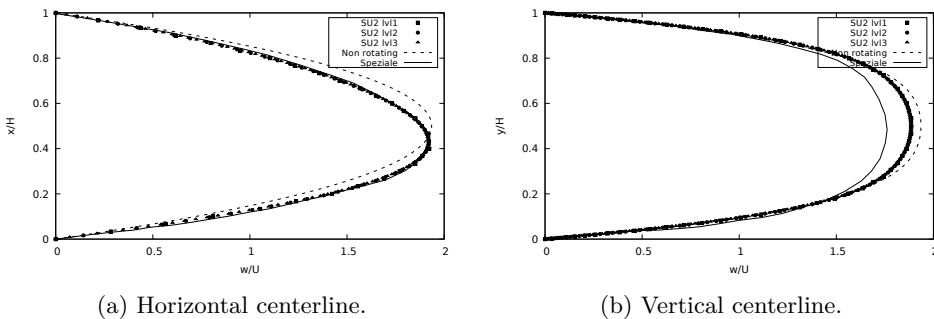 1
0.8
0.6
0.4
0.2
0
x/H
0 0.5 1 1.5 2
w/U
SU2 lvl1
SU2 lvl2
SU2 lvl3
Non rotating
Speziale
(a) Horizontal centerline.
1
0.8
0.6
0.4
0.2
0
y/H
0 0.5 1 1.5 2
w/U
SU2 lvl1
SU2 lvl2
SU2 lvl3
Non rotating
Speziale
(b) Vertical centerline.